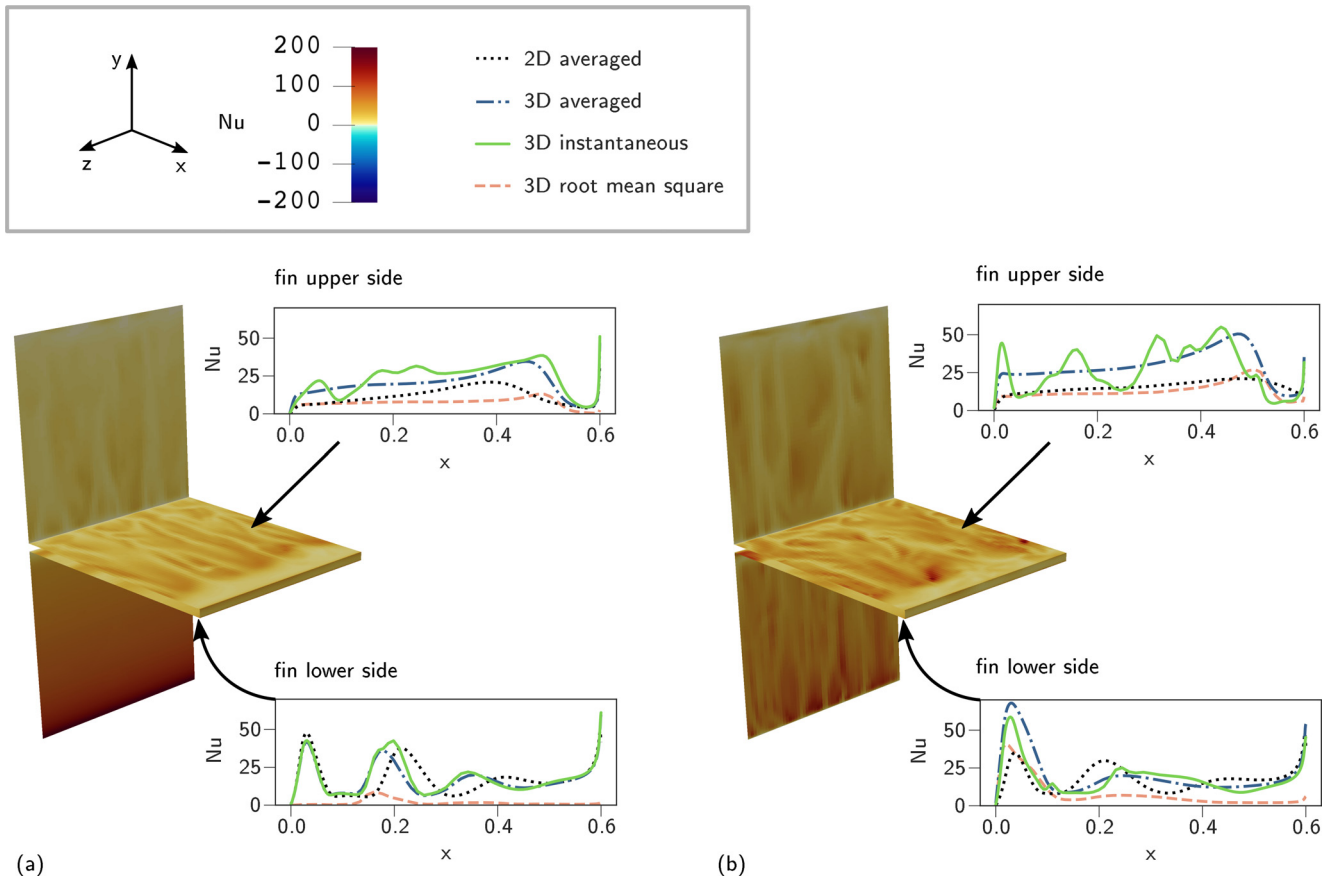 y
z
x
Nu
200
100
0
−100
−200
2D averaged
3D averaged
3D instantaneous
3D root mean square
fin upper side
Nu
50
25
0
0.0 0.2 0.4 0.6
x
fin lower side
Nu
50
25
0
0.0 0.2 0.4 0.6
x
(a)
fin upper side
Nu
50
25
0
0.0 0.2 0.4 0.6
x
fin lower side
Nu
50
25
0
0.0 0.2 0.4 0.6
x
(b)